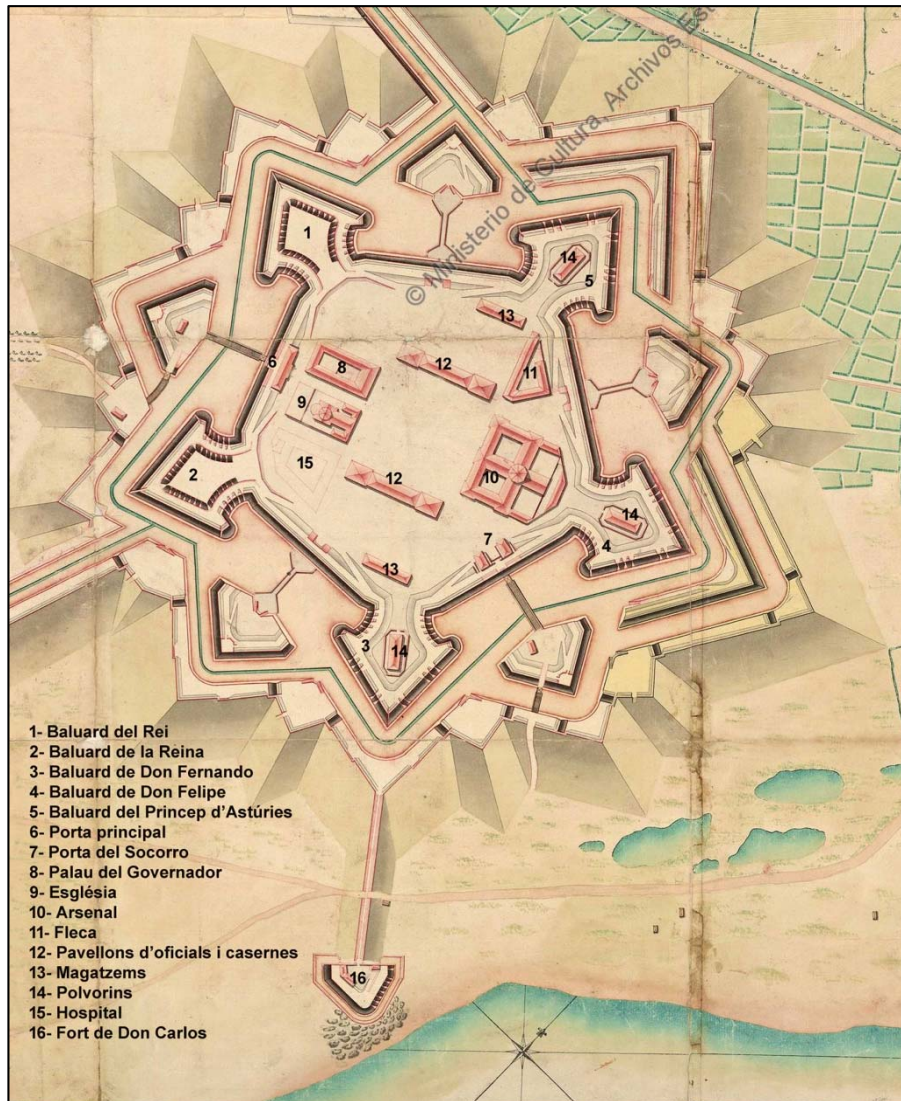 © Ministerio de Cultura, Archivos
1
14
5
13
6
8
12
11
9
15
2
12
10
14
7
4
13
3
14
1- Baluard del Rei
2- Baluard de la Reina
3- Baluard de Don Fernando
4- Baluard de Don Felipe
5- Baluard del Princep d'Astúries
6- Porta principal
7- Porta del Socorro
8- Palau del Governador
9- Església
10- Arsenal
11- Fleca
12- Pavellons d'oficials i casernes
13- Magatzems
14- Polvorins
15- Hospital
16- Fort de Don Carlos
16